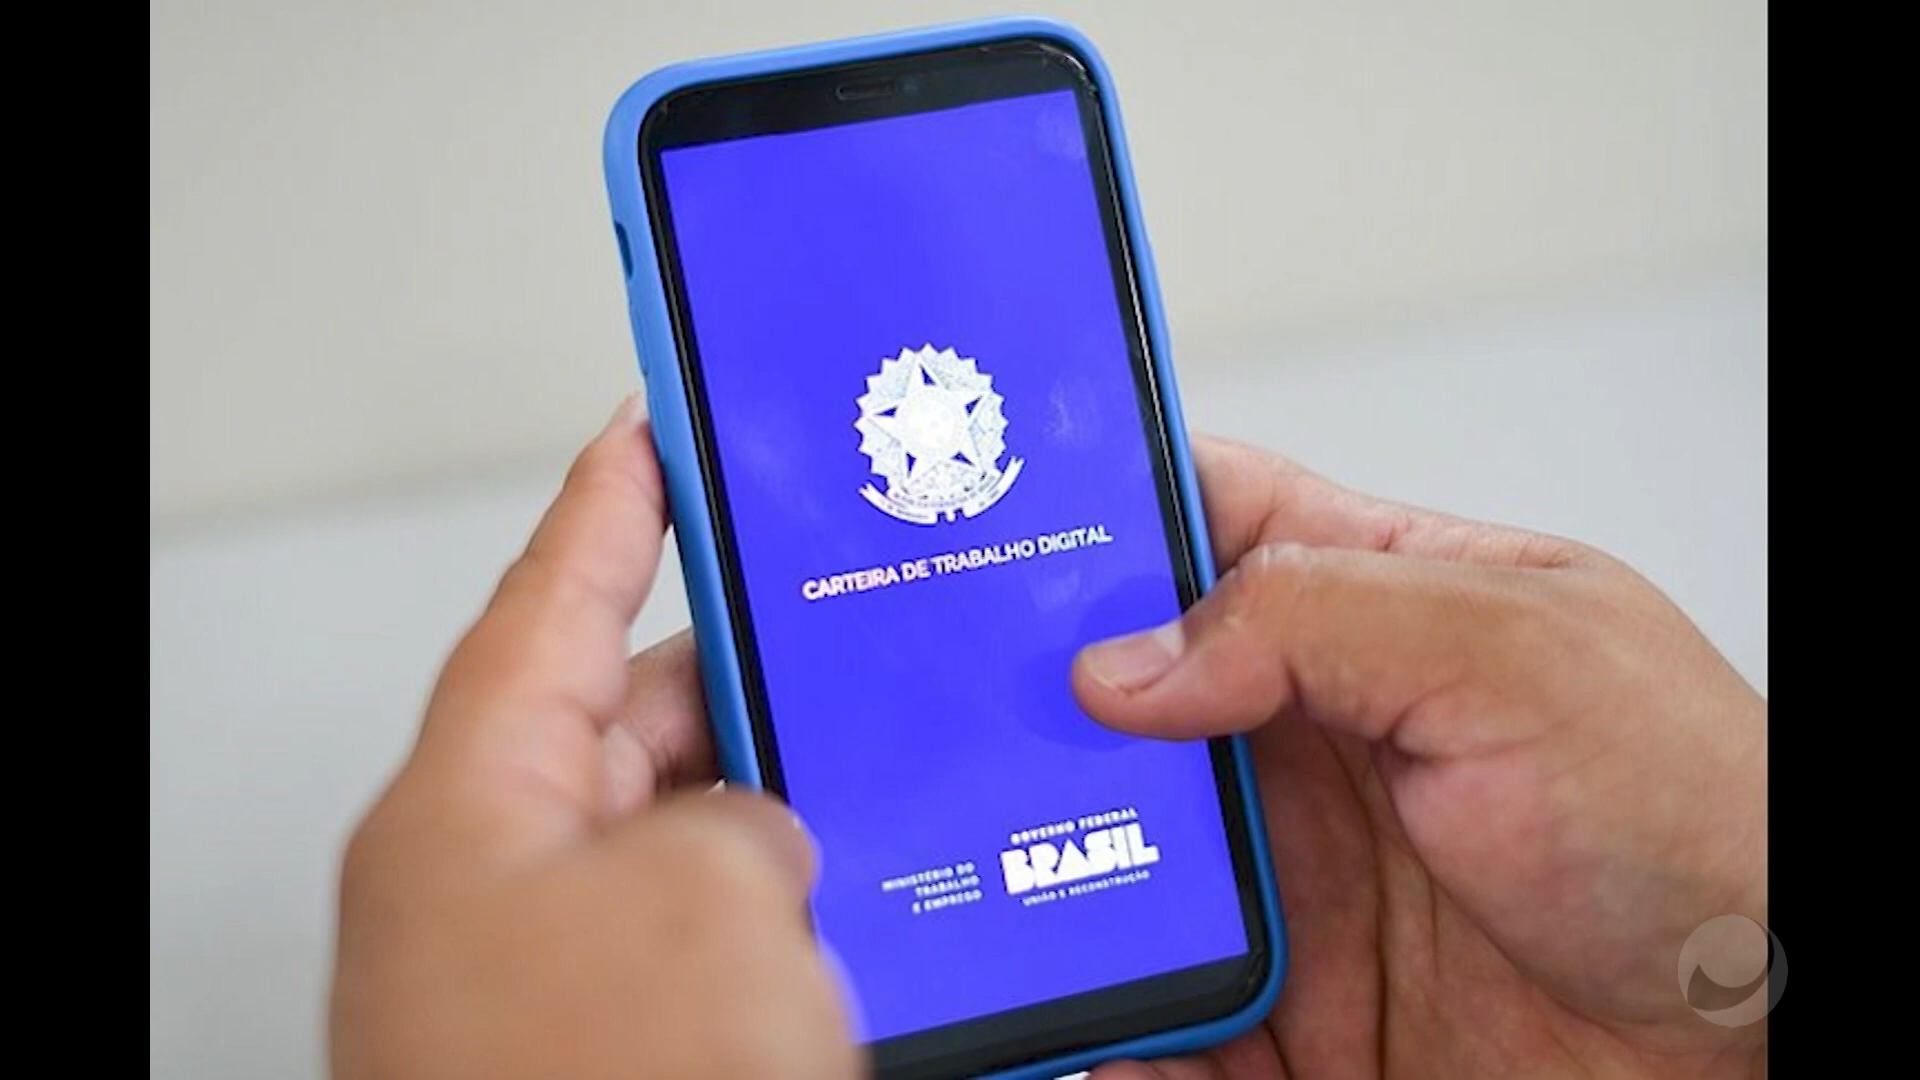 CARTEIRA DE TRABALHO DIGITAL
MINISTÉRIO DO
TRABALHO
E EMPREGO
GOVERNO FEDERAL
BRASIL
UNIÃO E RECONSTRUÇÃO